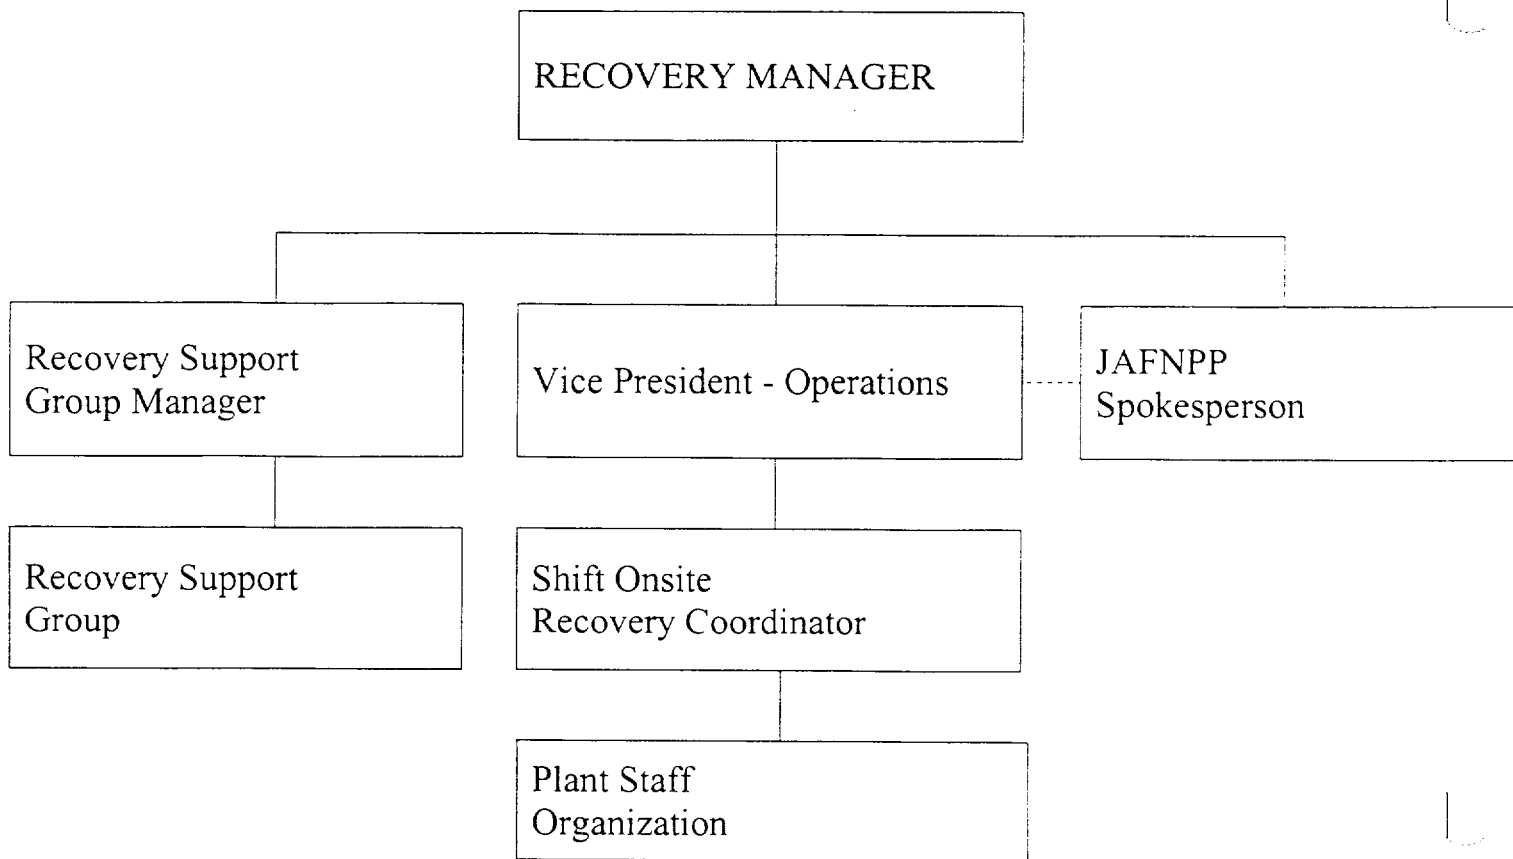 RECOVERY MANAGER
Recovery Support
Group Manager
Vice President - Operations
JAFNPP
Spokesperson
Recovery Support
Group
Shift Onsite
Recovery Coordinator
Plant Staff
Organization